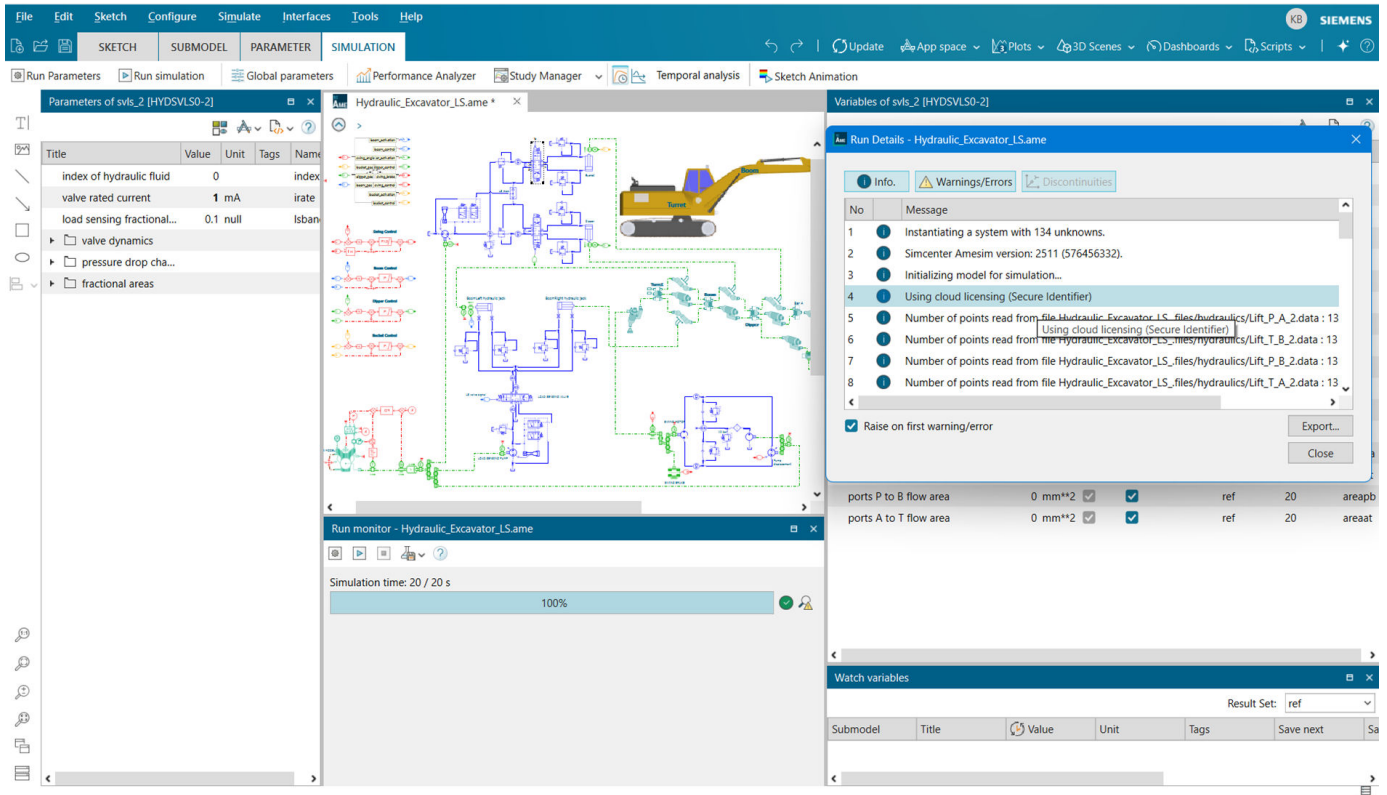 File Edit Sketch Configure Simulate Interfaces Tools Help
KB SIEMENS
SKETCH SUBMODEL PARAMETER SIMULATION
Update App space Plots 3D Scenes Dashboards Scripts
Run Parameters Run simulation Global parameters Performance Analyzer Study Manager Temporal analysis Sketch Animation
Parameters of svls_2 [HYDSVLS0-2]
Title Value Unit Tags Name
index of hydraulic fluid 0 index
valve rated current 1 mA irate
load sensing fractional... 0.1 null lsban
valve dynamics
pressure drop cha...
fractional areas
AME Hydraulic_Excavator_LS.ame *
Boom
Turret
Swing Control
Boom Control
Dipper Control
Bucket Control
Run monitor - Hydraulic_Excavator_LS.ame
Simulation time: 20 / 20 s
100%
Variables of svls_2 [HYDSVLS0-2]
Run Details - Hydraulic_Excavator_LS.ame
Info. Warnings/Errors Discontinuities
No Message
1 Instantiating a system with 134 unknowns.
2 Simcenter Amesim version: 2511 (576456332).
3 Initializing model for simulation...
4 Using cloud licensing (Secure Identifier)
5 Number of points read from file Hydraulic_Excavator_LS_.files/hydraulics/Lift_P_A_2.data : 13
Using cloud licensing (Secure Identifier)
6 Number of points read from file Hydraulic_Excavator_LS_.files/hydraulics/Lift_T_B_2.data : 13
7 Number of points read from file Hydraulic_Excavator_LS_.files/hydraulics/Lift_P_B_2.data : 13
8 Number of points read from file Hydraulic_Excavator_LS_.files/hydraulics/Lift_T_A_2.data : 13
Raise on first warning/error
Export...
Close
ports P to B flow area 0 mm**2 ref 20 areapb
ports A to T flow area 0 mm**2 ref 20 areaat
Watch variables
Result Set: ref
Submodel Title Value Unit Tags Save next Sa